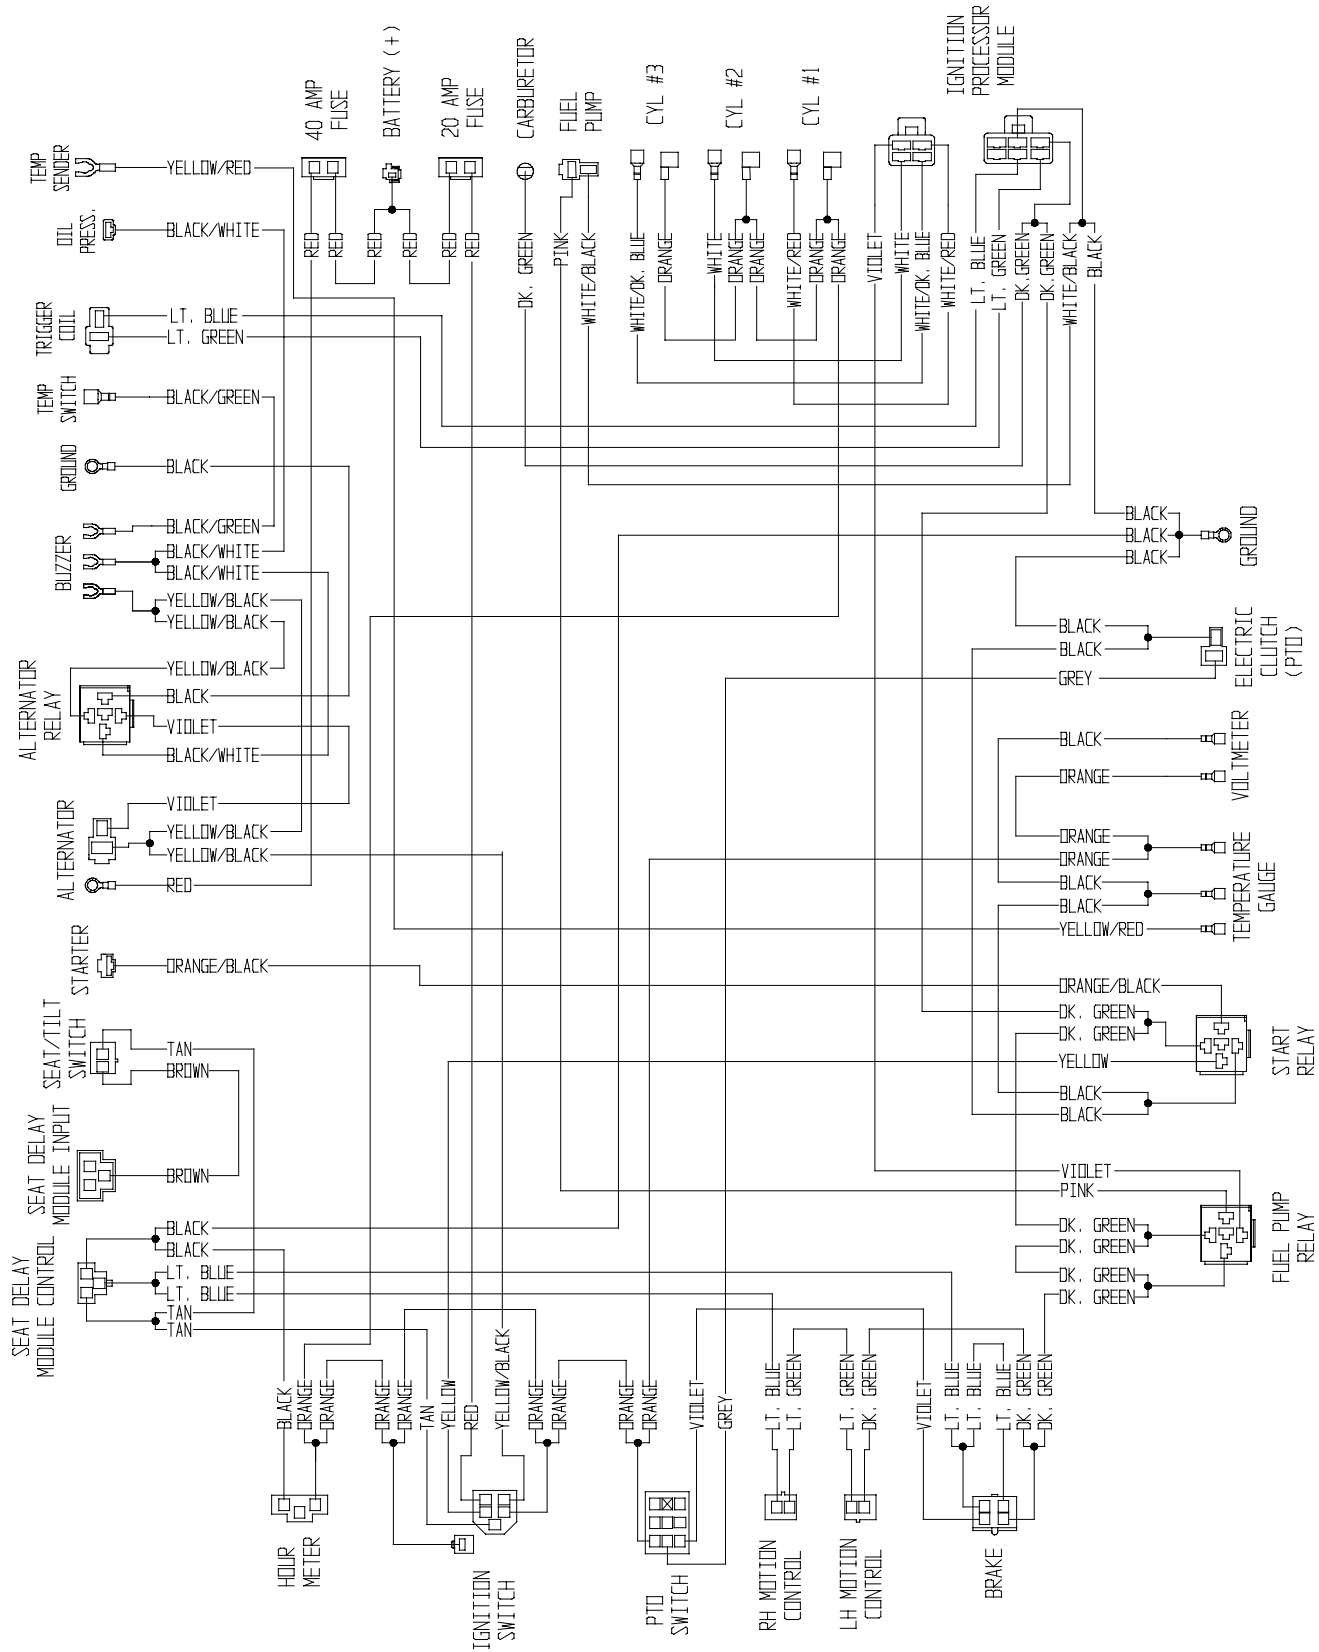 TEMP
SENDER
YELLOW/RED
OIL
PRESS.
BLACK/WHITE
TRIGGER
COIL
LT. BLUE
LT. GREEN
TEMP
SWITCH
BLACK/GREEN
GROUND
BLACK
BUZZER
BLACK/GREEN
BLACK/WHITE
BLACK/WHITE
YELLOW/BLACK
YELLOW/BLACK
ALTERNATOR
RELAY
YELLOW/BLACK
BLACK
VIOLET
BLACK/WHITE
ALTERNATOR
VIOLET
YELLOW/BLACK
YELLOW/BLACK
RED
STARTER
ORANGE/BLACK
SEAT/TILT
SWITCH
TAN
BROWN
SEAT DELAY
MODULE INPUT
BROWN
SEAT DELAY
MODULE CONTROL
BLACK
BLACK
LT. BLUE
LT. BLUE
TAN
TAN
40 AMP
FUSE
RED
RED
BATTERY (+)
RED
RED
20 AMP
FUSE
RED
RED
CARBURETOR
DK. GREEN
FUEL
PUMP
PINK
WHITE/BLACK
CYL #3
WHITE/DK. BLUE
ORANGE
CYL #2
WHITE
ORANGE
ORANGE
CYL #1
WHITE/RED
ORANGE
ORANGE
VIOLET
WHITE
WHITE/DK. BLUE
WHITE/RED
IGNITION
PROCESSOR
MODULE
LT. BLUE
LT. GREEN
DK.GREEN
DK.GREEN
WHITE/BLACK
BLACK
BLACK
BLACK
BLACK
GROUND
BLACK
BLACK
GREY
ELECTRIC
CLUTCH
(PTO)
BLACK
ORANGE
VOLTMETER
ORANGE
ORANGE
BLACK
BLACK
YELLOW/RED
TEMPERATURE
GAUGE
ORANGE/BLACK
DK. GREEN
DK. GREEN
YELLOW
BLACK
BLACK
START
RELAY
VIOLET
PINK
DK. GREEN
DK. GREEN
DK. GREEN
DK. GREEN
FUEL PUMP
RELAY
BLACK
ORANGE
ORANGE
HOUR
METER
ORANGE
ORANGE
TAN
YELLOW
RED
YELLOW/BLACK
ORANGE
ORANGE
IGNITION
SWITCH
ORANGE
ORANGE
VIOLET
GREY
PTO
SWITCH
LT. BLUE
LT. GREEN
RH MOTION
CONTROL
LT. GREEN
DK. GREEN
LH MOTION
CONTROL
VIOLET
LT. BLUE
LT. BLUE
LT. BLUE
DK. GREEN
DK. GREEN
BRAKE